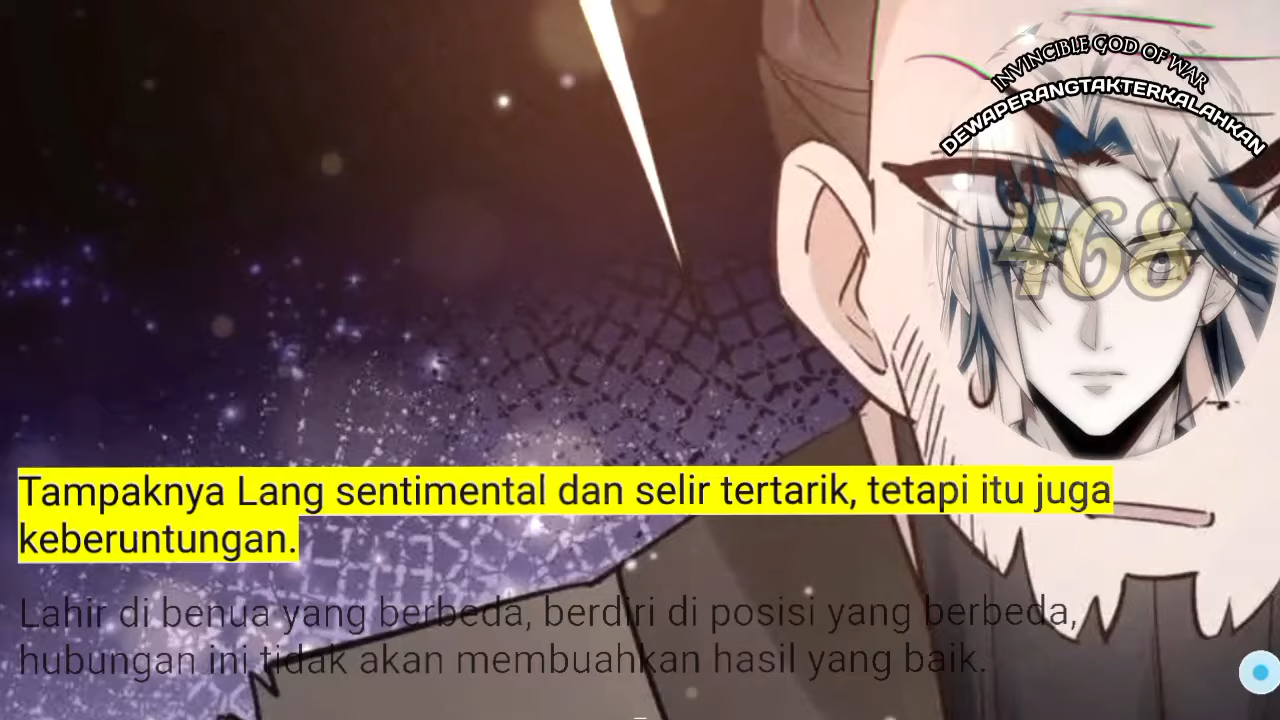 INVINCIBLE GOD OF WAR
DEWAPERANGTAKTERKALAHKAN
468
Tampaknya Lang sentimental dan selir tertarik, tetapi itu juga
keberuntungan.
Lahir di benua yang berbeda, berdiri di posisi yang berbeda,
hubungan ini tidak akan membuahkan hasil yang baik.